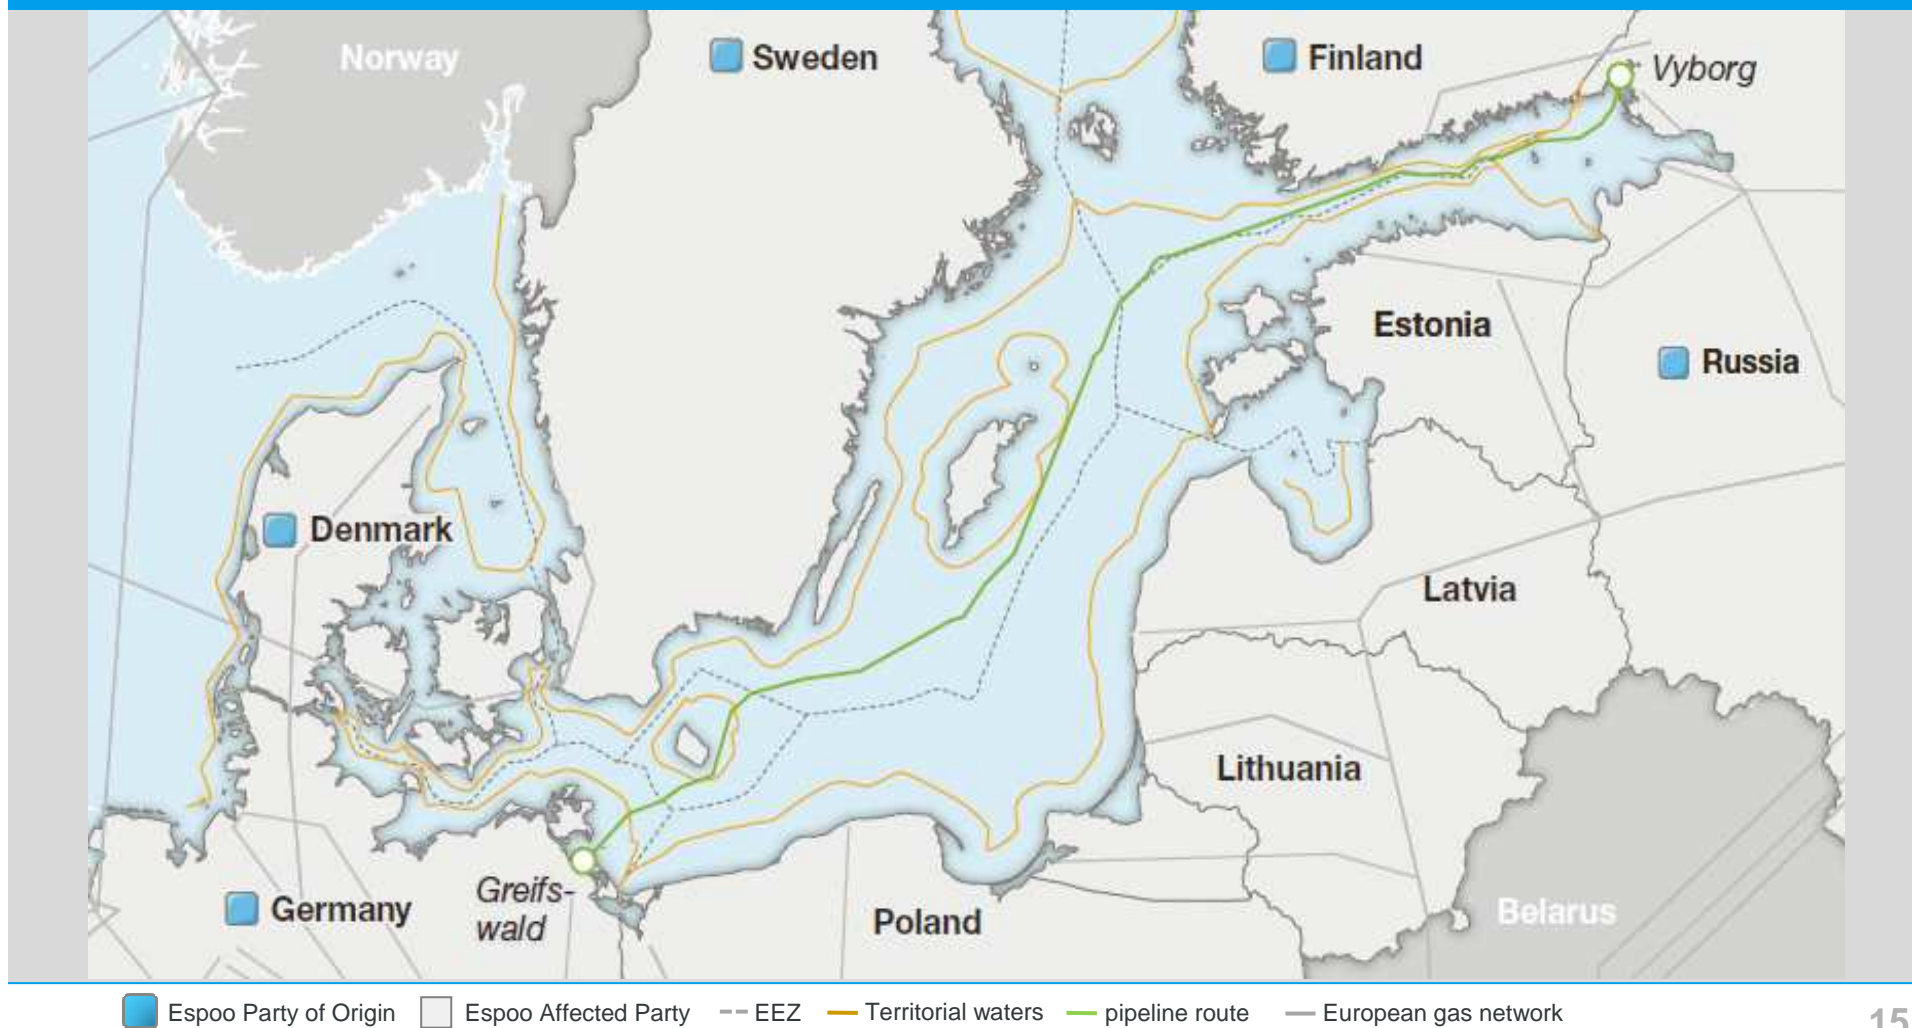 Norway
Sweden
Finland
Vyborg
Estonia
Russia
Denmark
Latvia
Lithuania
Greifs-
wald
Germany
Poland
Belarus
Espoo Party of Origin Espoo Affected Party EEZ Territorial waters pipeline route European gas network
15